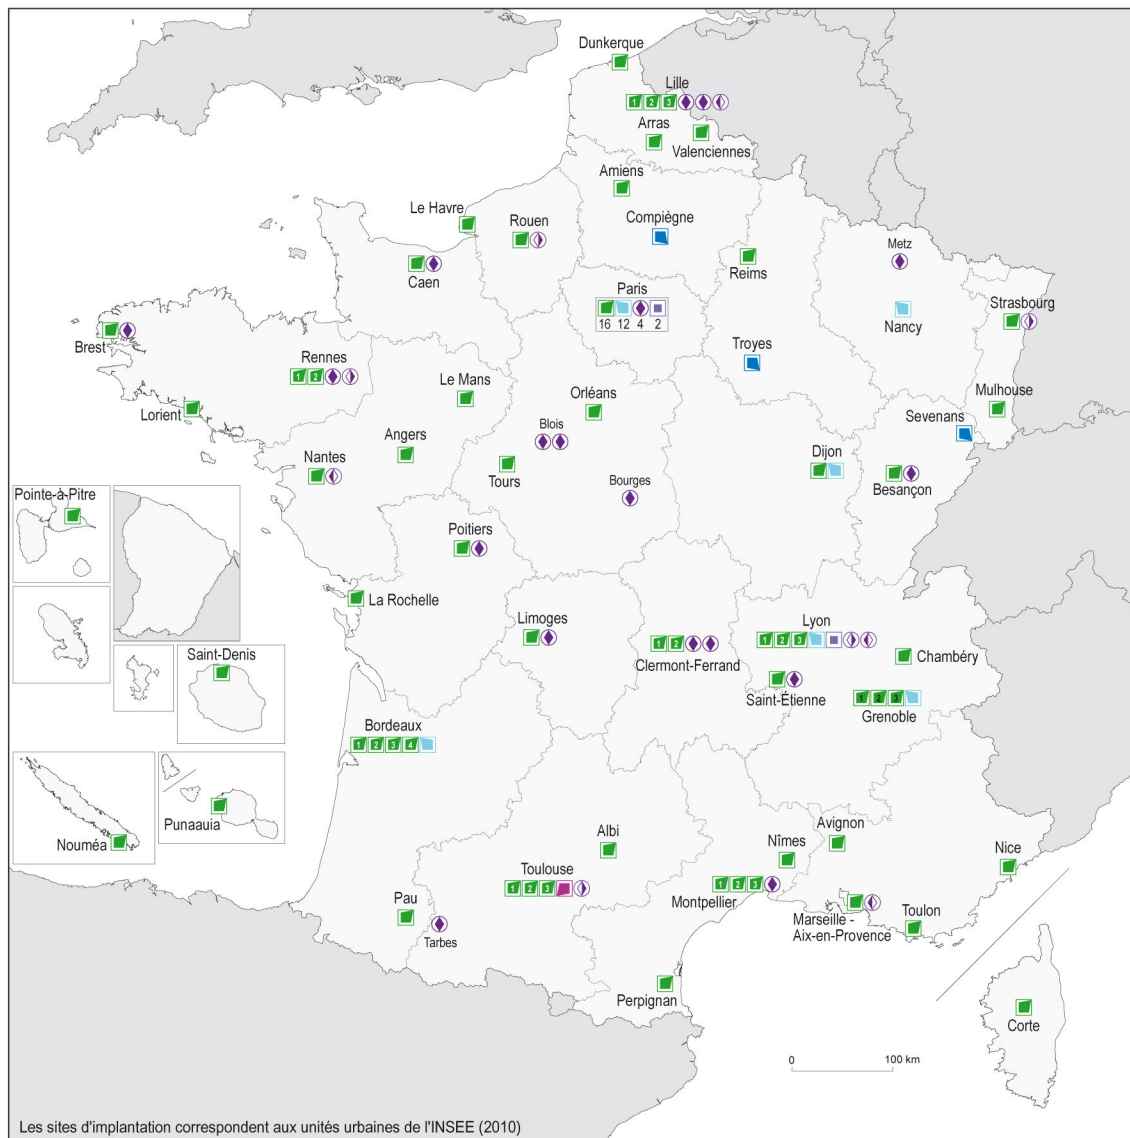 Dunkerque
Lille
1 2 3
Arras
Valenciennes
Amiens
Le Havre
Rouen
Compiègne
Metz
Caen
Reims
Paris
16 12 4 2
Strasbourg
Nancy
Brest
Rennes
1 2
Troyes
Le Mans
Orléans
Mulhouse
Lorient
Sevenans
Blois
Angers
Nantes
Tours
Dijon
Besançon
Bourges
Pointe-à-Pitre
Poitiers
La Rochelle
Limoges
Lyon
1 2 3
1 2
Clermont-Ferrand
Chambéry
Saint-Denis
Saint-Étienne
1 2 3
Grenoble
Bordeaux
1 2 3 4
Punaauia
Nouméa
Albi
Avignon
Nîmes
Nice
Toulouse
1 2 3
1 2 3
Montpellier
Pau
Tarbes
Marseille -
Aix-en-Provence
Toulon
Perpignan
Corte
0 100 km
Les sites d'implantation correspondent aux unités urbaines de l'INSEE (2010)